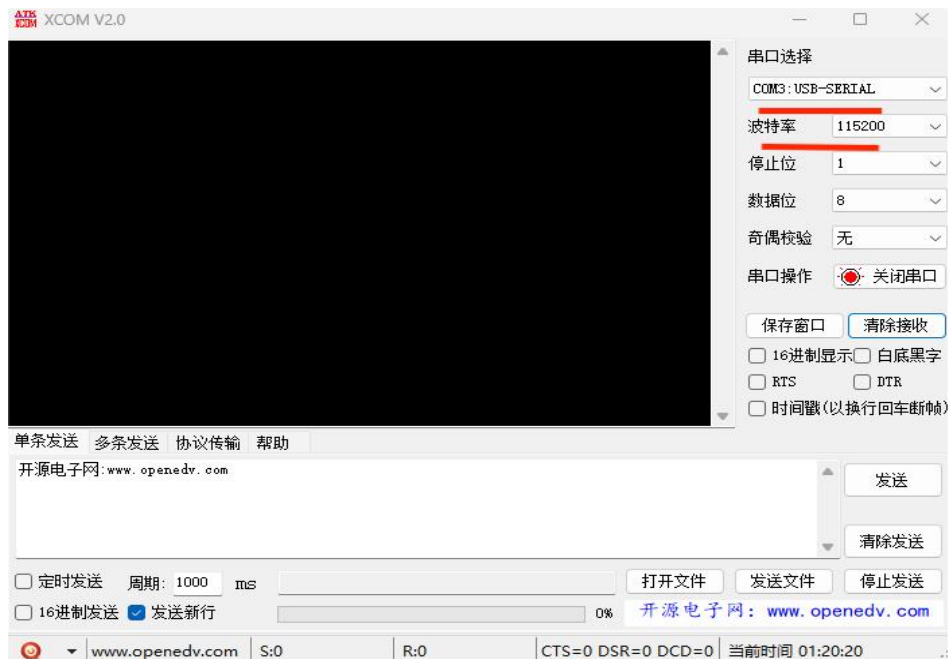 ATK XCOM XCOM V2.0
串口选择
COM3:USB-SERIAL
波特率 115200
停止位 1
数据位 8
奇偶校验 无
串口操作 关闭串口
保存窗口 清除接收
16进制显示 白底黑字
RTS DTR
时间戳(以换行回车断帧)
单条发送 多条发送 协议传输 帮助
开源电子网:www.openedv.com
发送
清除发送
定时发送 周期: 1000 ms 打开文件 发送文件 停止发送
16进制发送 发送新行 0% 开源电子网: www.openedv.com
www.openedv.com S:0 R:0 CTS=0 DSR=0 DCD=0 当前时间 01:20:20